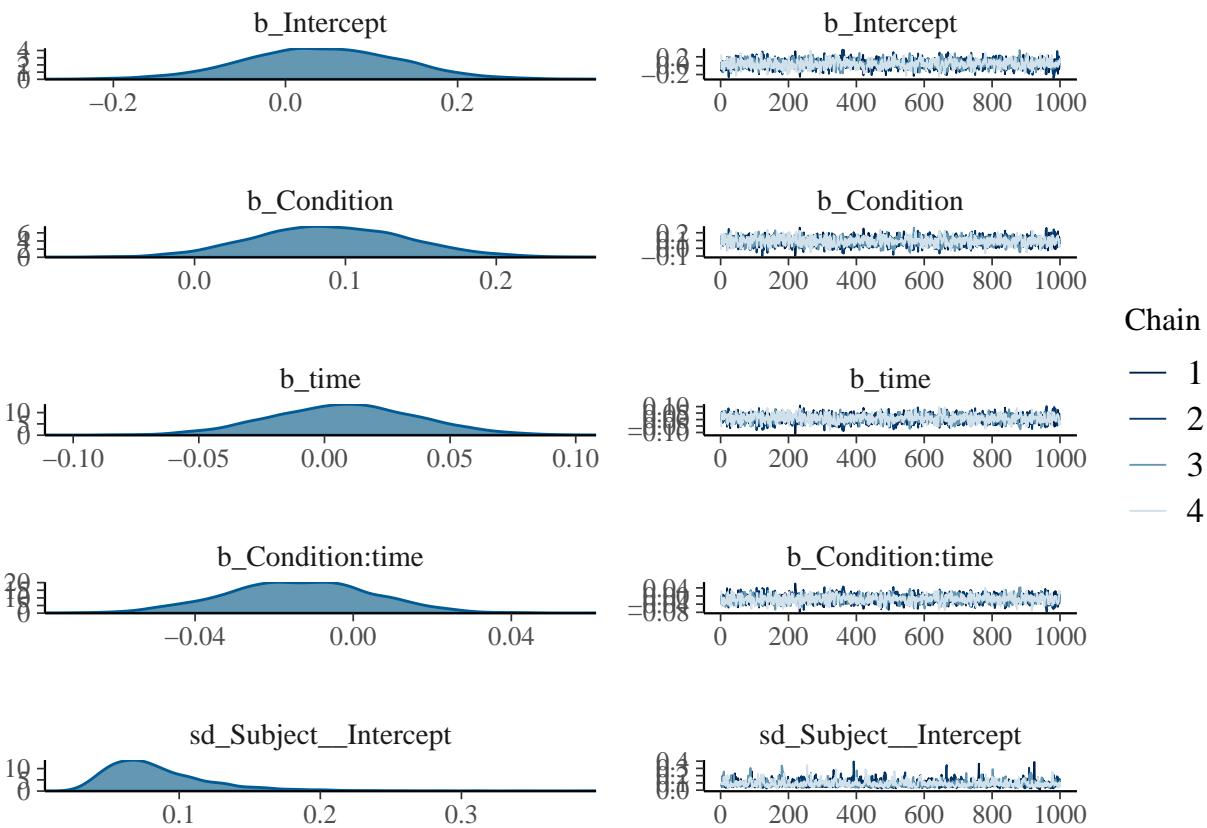 b_Intercept
b_Intercept
−0.2 0.0 0.2
0 200 400 600 800 1000
b_Condition
b_Condition
0.0 0.1 0.2
0 200 400 600 800 1000
b_time
b_time
−0.10 −0.05 0.00 0.05 0.10
0 200 400 600 800 1000
b_Condition:time
b_Condition:time
−0.04 0.00 0.04
0 200 400 600 800 1000
sd_Subject__Intercept
sd_Subject__Intercept
0.1 0.2 0.3
0 200 400 600 800 1000
Chain
1
2
3
4